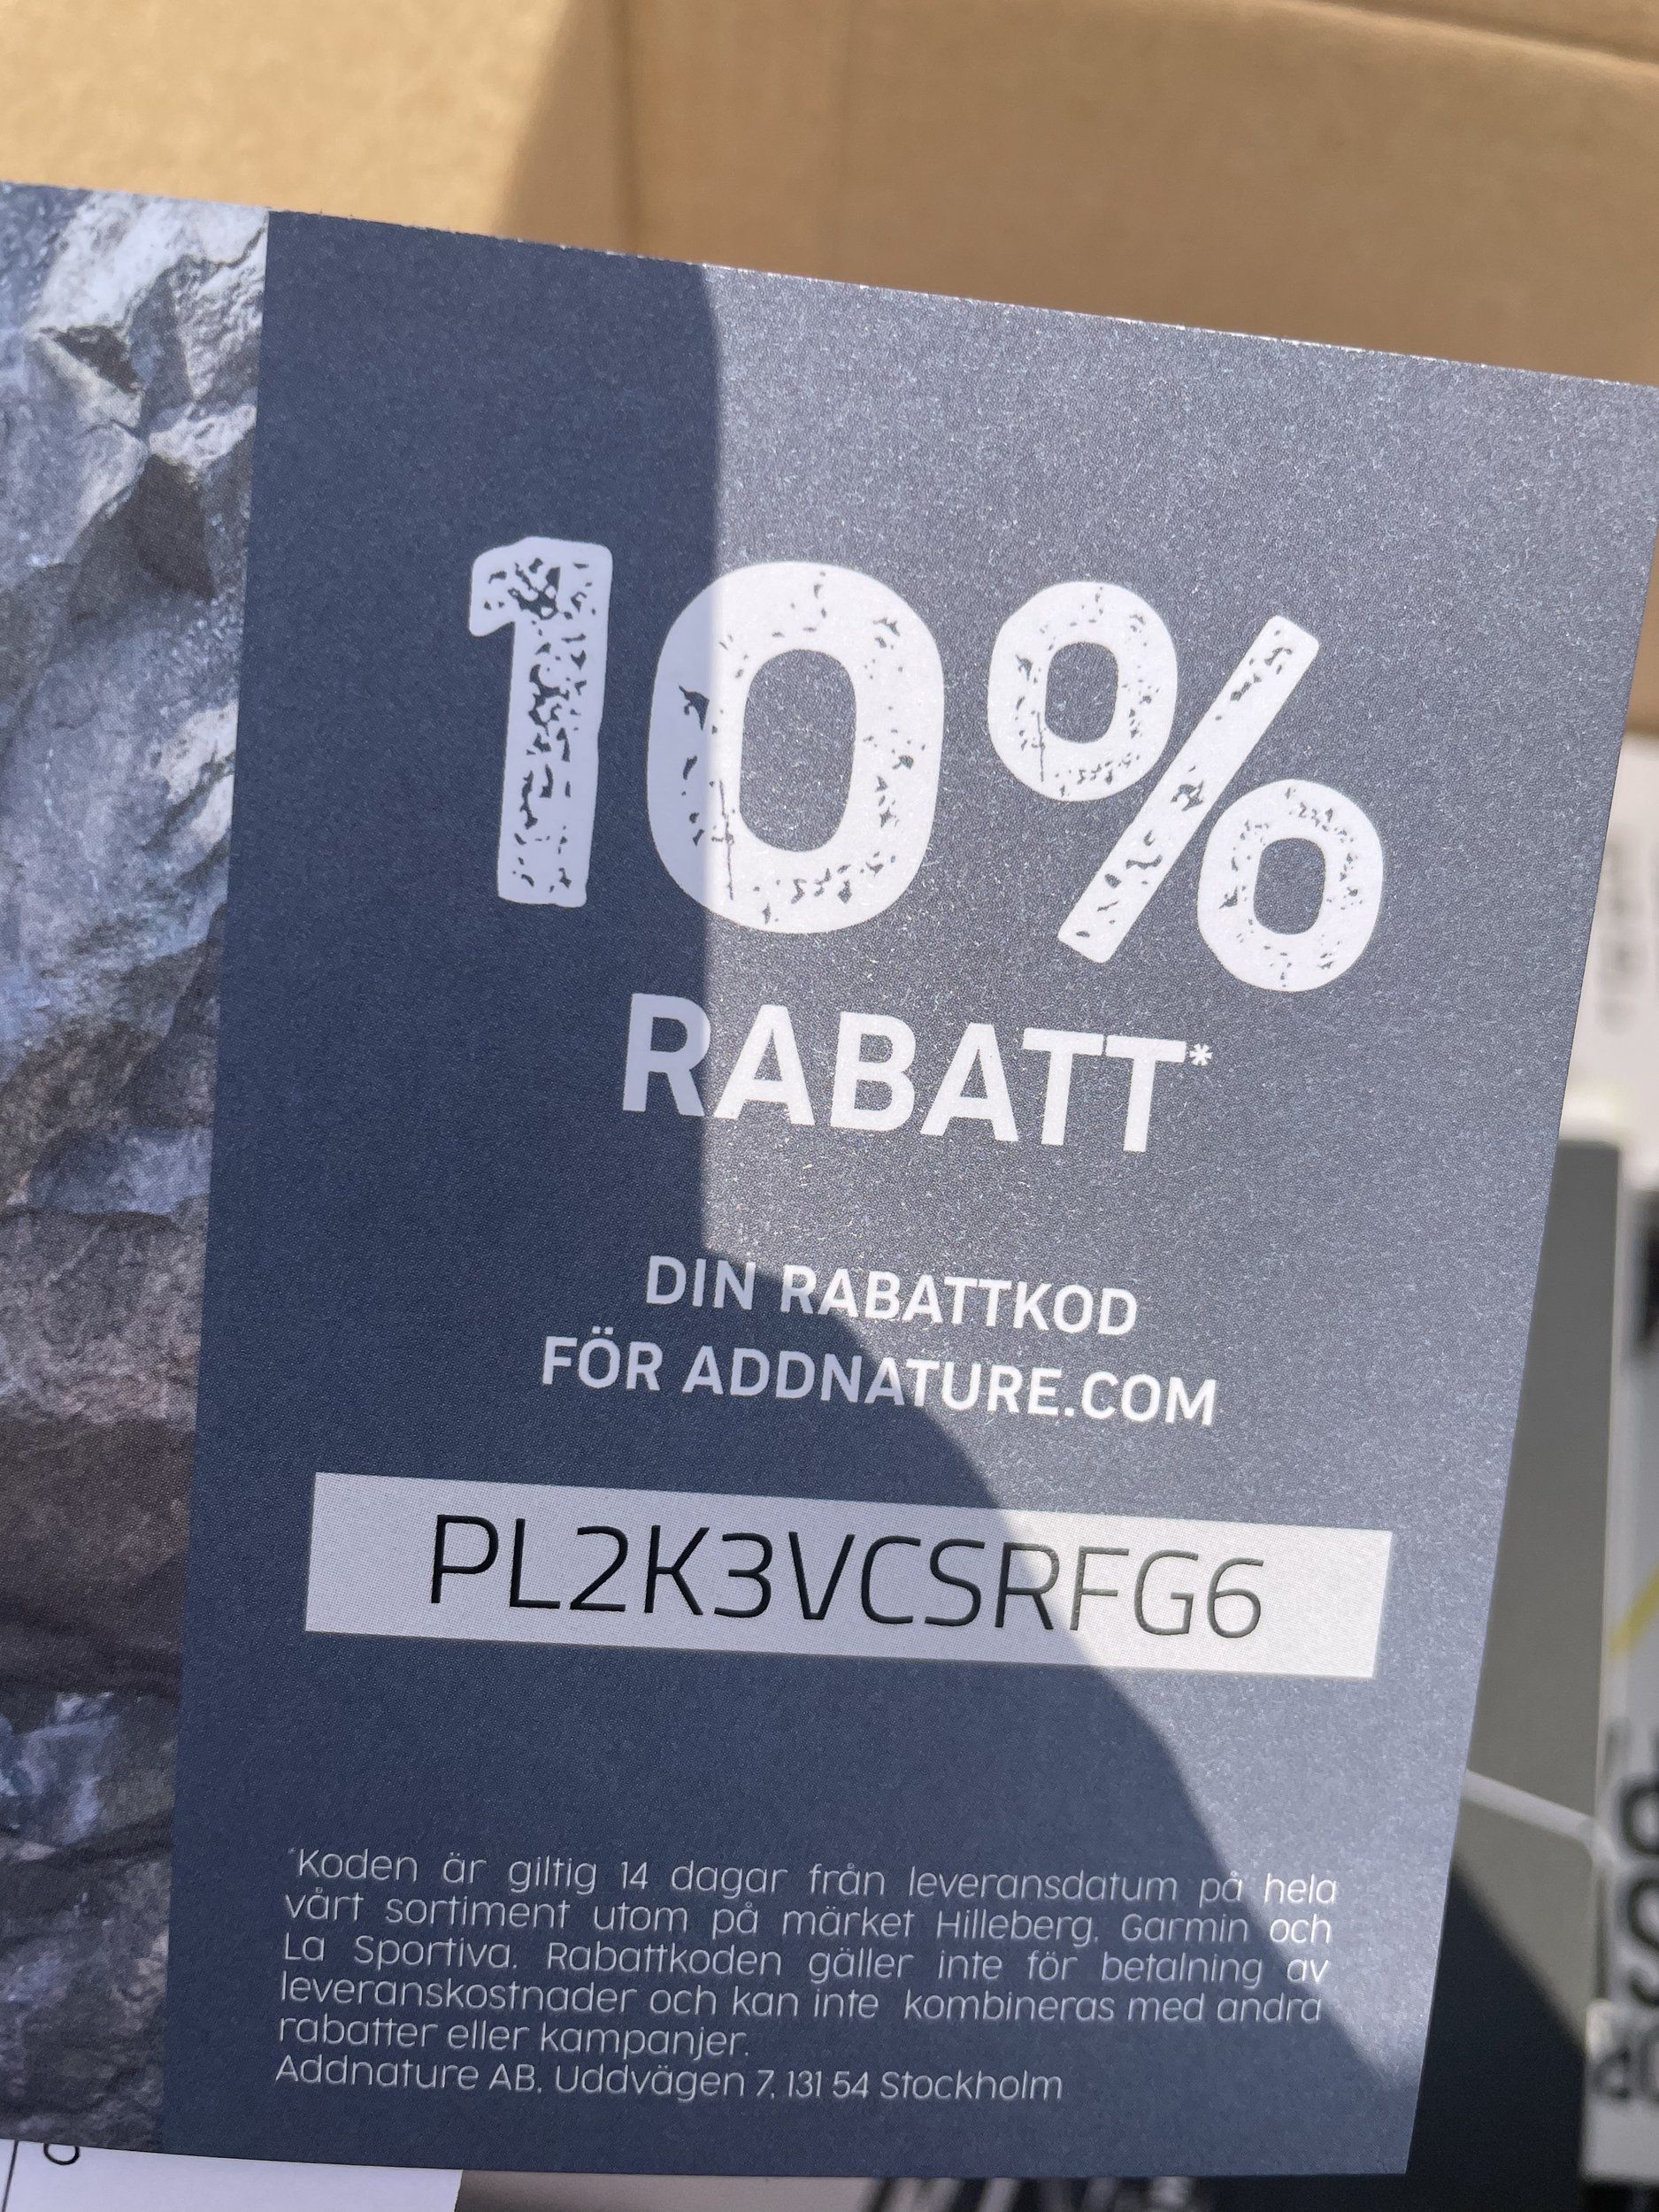 10%
RABATT*
DIN RABATTKOD
FÖR ADDNATURE.COM
PL2K3VCSRFG6
*Koden är giltig 14 dagar från leveransdatum på hela
vårt sortiment utom på märket Hilleberg, Garmin och
La Sportiva. Rabattkoden gäller inte för betalning av
leveranskostnader och kan inte kombineras med andra
rabatter eller kampanjer.
Addnature AB, Uddvägen 7, 131 54 Stockholm